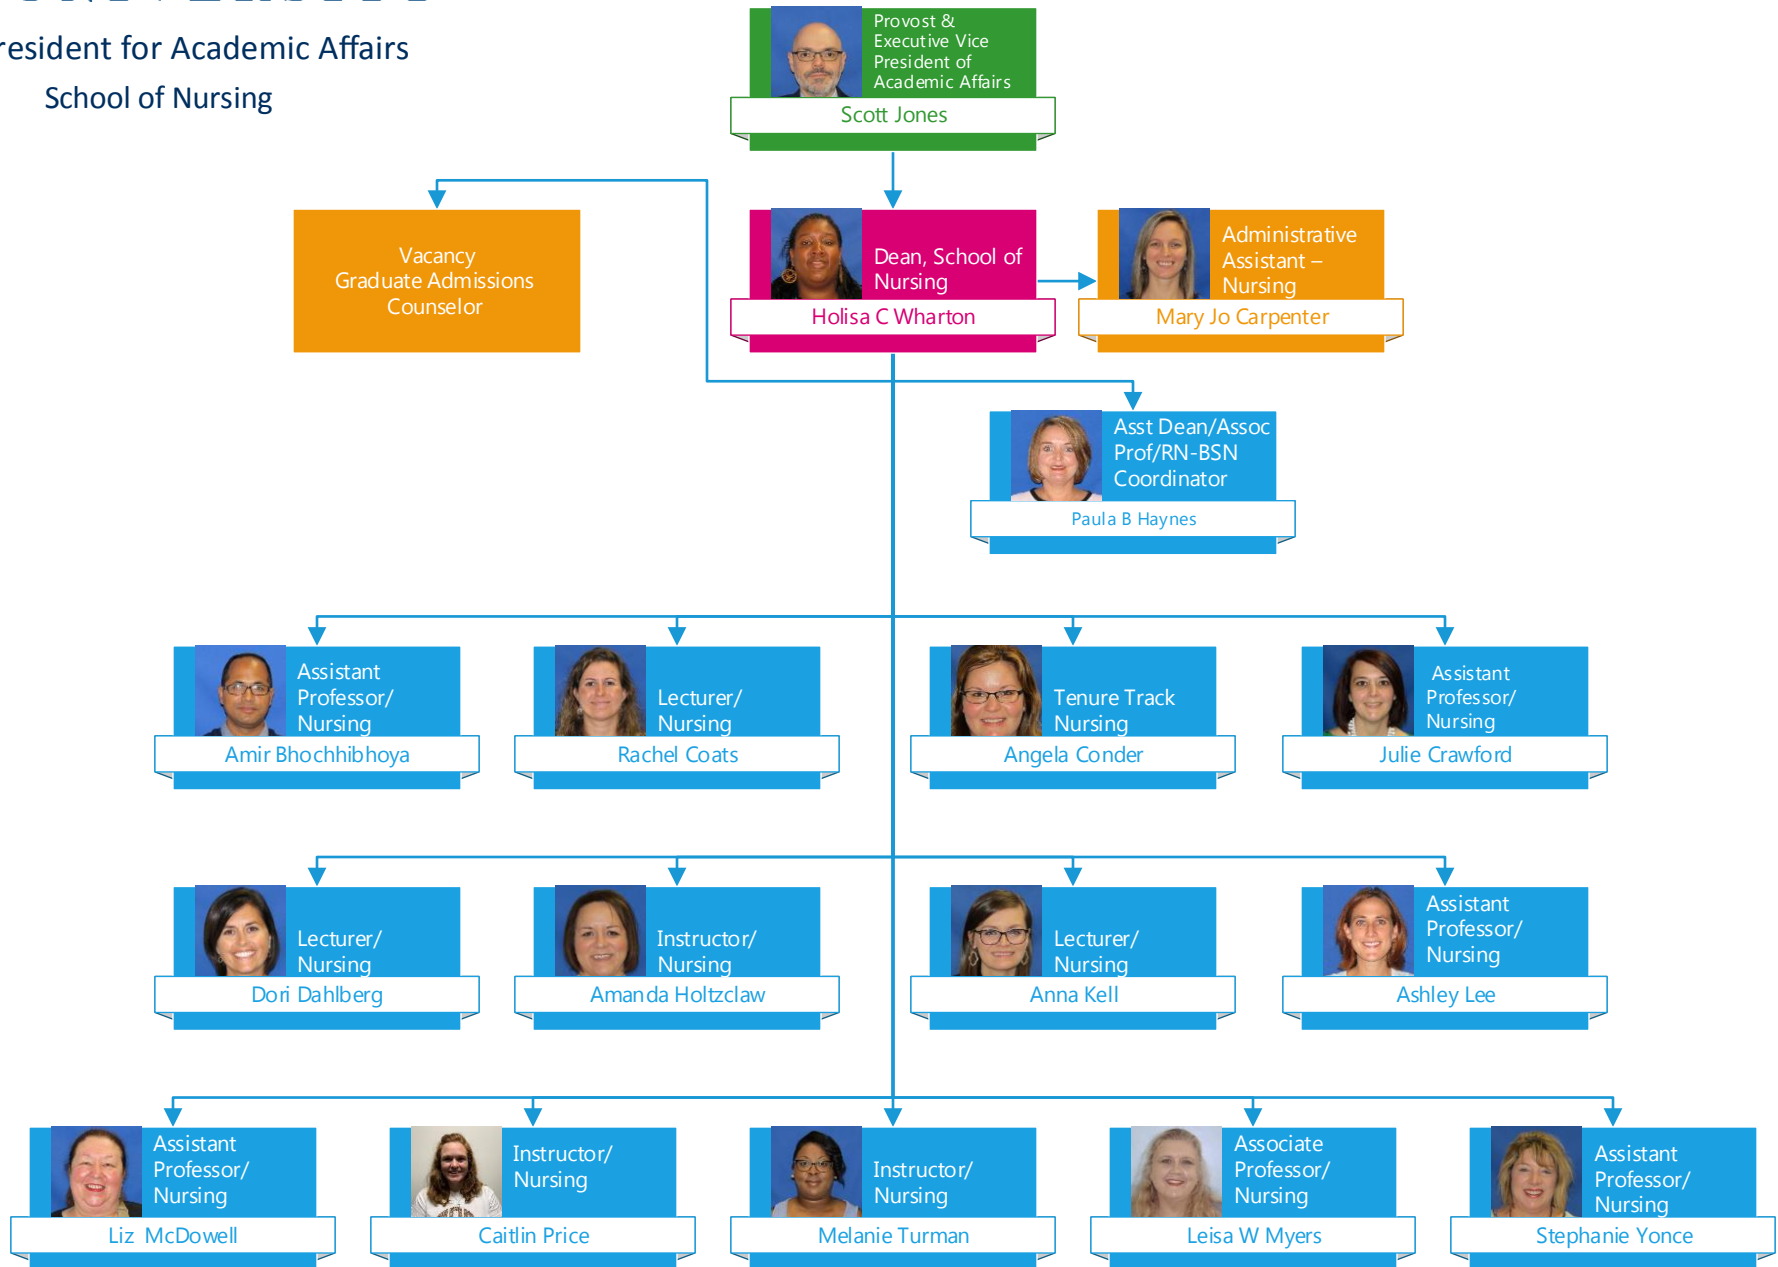 resident for Academic Affairs
School of Nursing
Provost &
Executive Vice
President of
Academic Affairs
Scott Jones
Vacancy
Graduate Admissions
Counselor
Dean, School of
Nursing
Holisa C Wharton
Administrative
Assistant –
Nursing
Mary Jo Carpenter
Asst Dean/Assoc
Prof/RN-BSN
Coordinator
Paula B Haynes
Assistant
Professor/
Nursing
Amir Bhochhibhoya
Lecturer/
Nursing
Rachel Coats
Tenure Track
Nursing
Angela Conder
Assistant
Professor/
Nursing
Julie Crawford
Lecturer/
Nursing
Dori Dahlberg
Instructor/
Nursing
Amanda Holtzclaw
Lecturer/
Nursing
Anna Kell
Assistant
Professor/
Nursing
Ashley Lee
Assistant
Professor/
Nursing
Liz McDowell
Instructor/
Nursing
Caitlin Price
Instructor/
Nursing
Melanie Turman
Associate
Professor/
Nursing
Leisa W Myers
Assistant
Professor/
Nursing
Stephanie Yonce